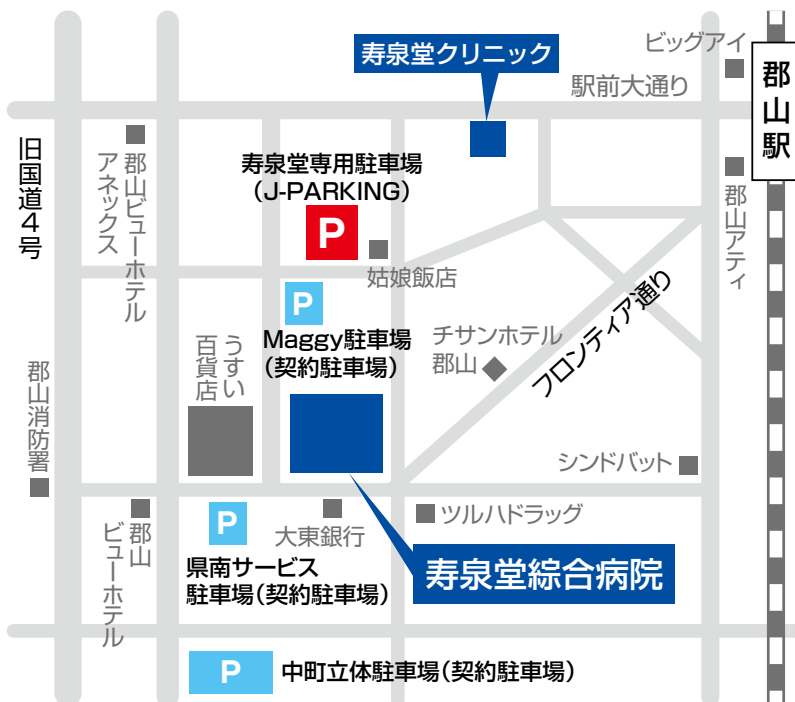 寿泉堂クリニック
ビッグアイ
駅前大通り
郡山駅
旧国道4号
郡山ビューホテル
アネックス
寿泉堂専用駐車場
(J-PARKING)
P
姑娘飯店
郡山アティ
フロンティア通り
P
Maggy駐車場
(契約駐車場)
チサンホテル
郡山
うすい
百貨店
郡山消防署
シンドバット
郡山
ビューホテル
P
大東銀行
ツルハドラッグ
県南サービス
駐車場(契約駐車場)
寿泉堂綜合病院
P
中町立体駐車場(契約駐車場)